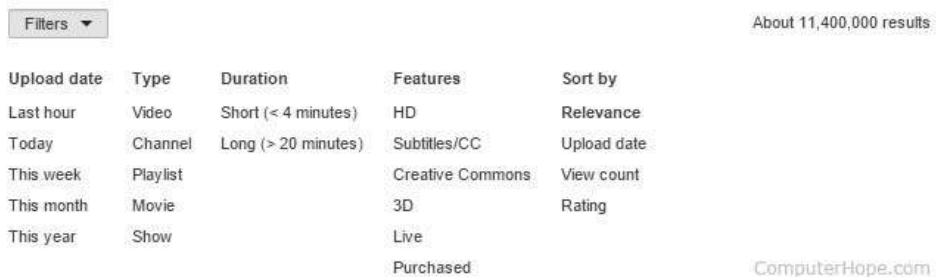 Filters
About 11,400,000 results
Upload date Type Duration Features Sort by
Last hour Video Short (< 4 minutes) HD Relevance
Today Channel Long (> 20 minutes) Subtitles/CC Upload date
This week Playlist Creative Commons View count
This month Movie 3D Rating
This year Show Live
Purchased
ComputerHope.com